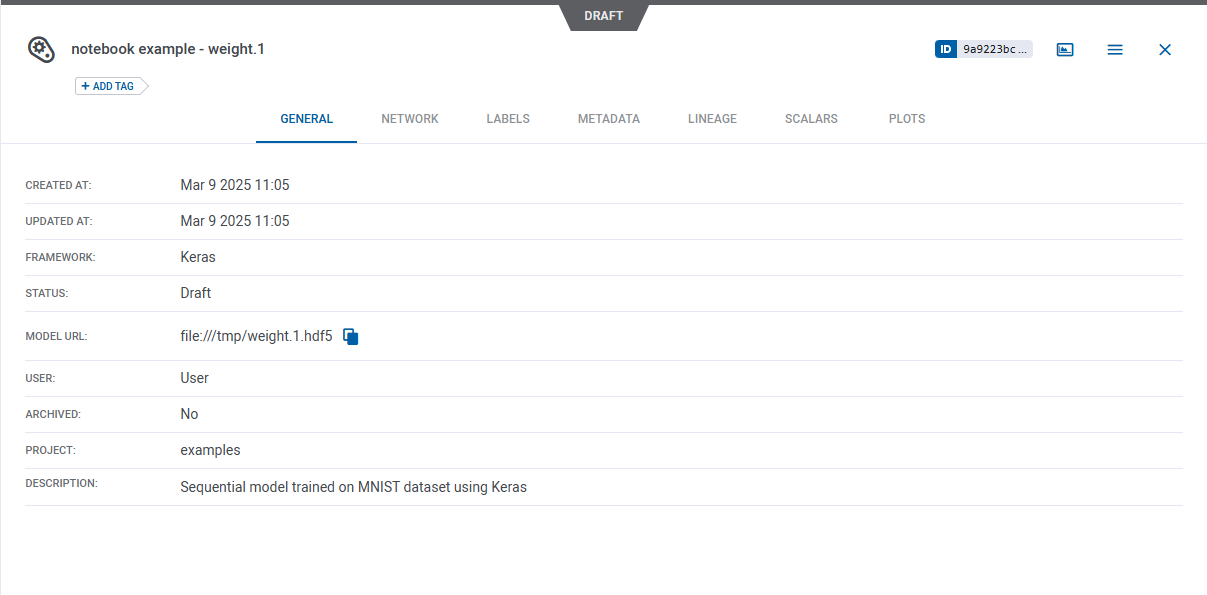 DRAFT
notebook example - weight.1
ID 9a9223bc ...
+ ADD TAG
GENERAL NETWORK LABELS METADATA LINEAGE SCALARS PLOTS
CREATED AT: Mar 9 2025 11:05
UPDATED AT: Mar 9 2025 11:05
FRAMEWORK: Keras
STATUS: Draft
MODEL URL: file:///tmp/weight.1.hdf5
USER: User
ARCHIVED: No
PROJECT: examples
DESCRIPTION: Sequential model trained on MNIST dataset using Keras